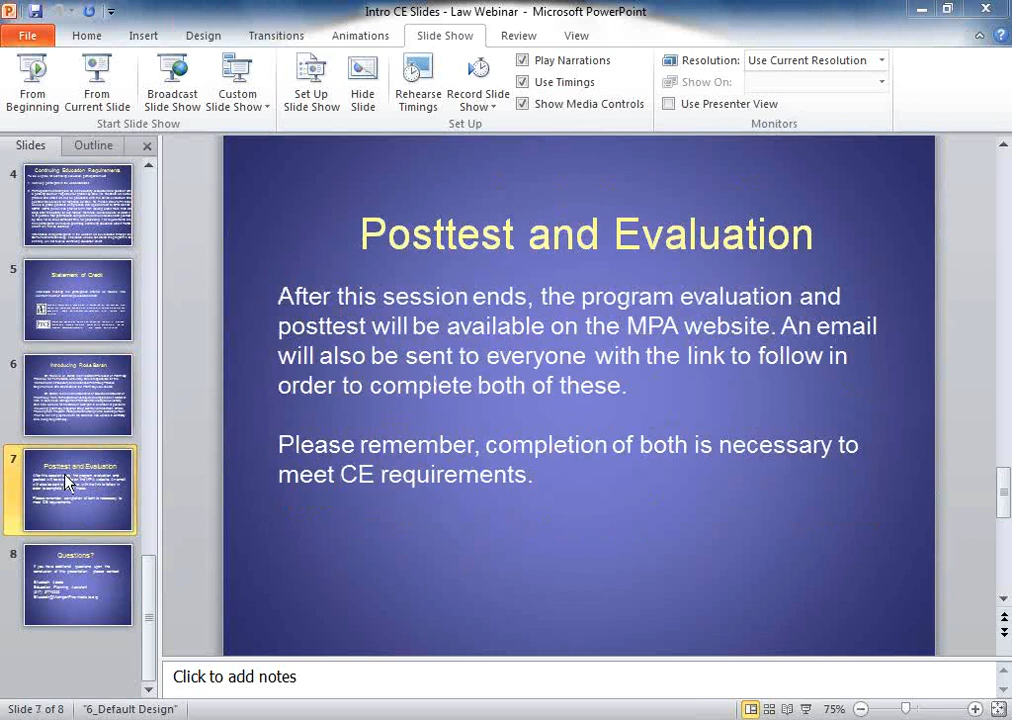 Intro CE Slides - Law Webinar - Microsoft PowerPoint
File Home Insert Design Transitions Animations Slide Show Review View
From Beginning
From Current Slide
Broadcast Slide Show
Custom Slide Show
Start Slide Show
Set Up Slide Show
Hide Slide
Rehearse Timings
Record Slide Show
Play Narrations
Use Timings
Show Media Controls
Set Up
Resolution: Use Current Resolution
Show On:
Use Presenter View
Monitors
Slides Outline
4
Continuing Education Requirements
5
Statement of Credit
6
Introducing
7
Posttest and Evaluation
8
Questions?
Posttest and Evaluation
After this session ends, the program evaluation and
posttest will be available on the MPA website. An email
will also be sent to everyone with the link to follow in
order to complete both of these.
Please remember, completion of both is necessary to
meet CE requirements.
Click to add notes
Slide 7 of 8 "6_Default Design" 75%